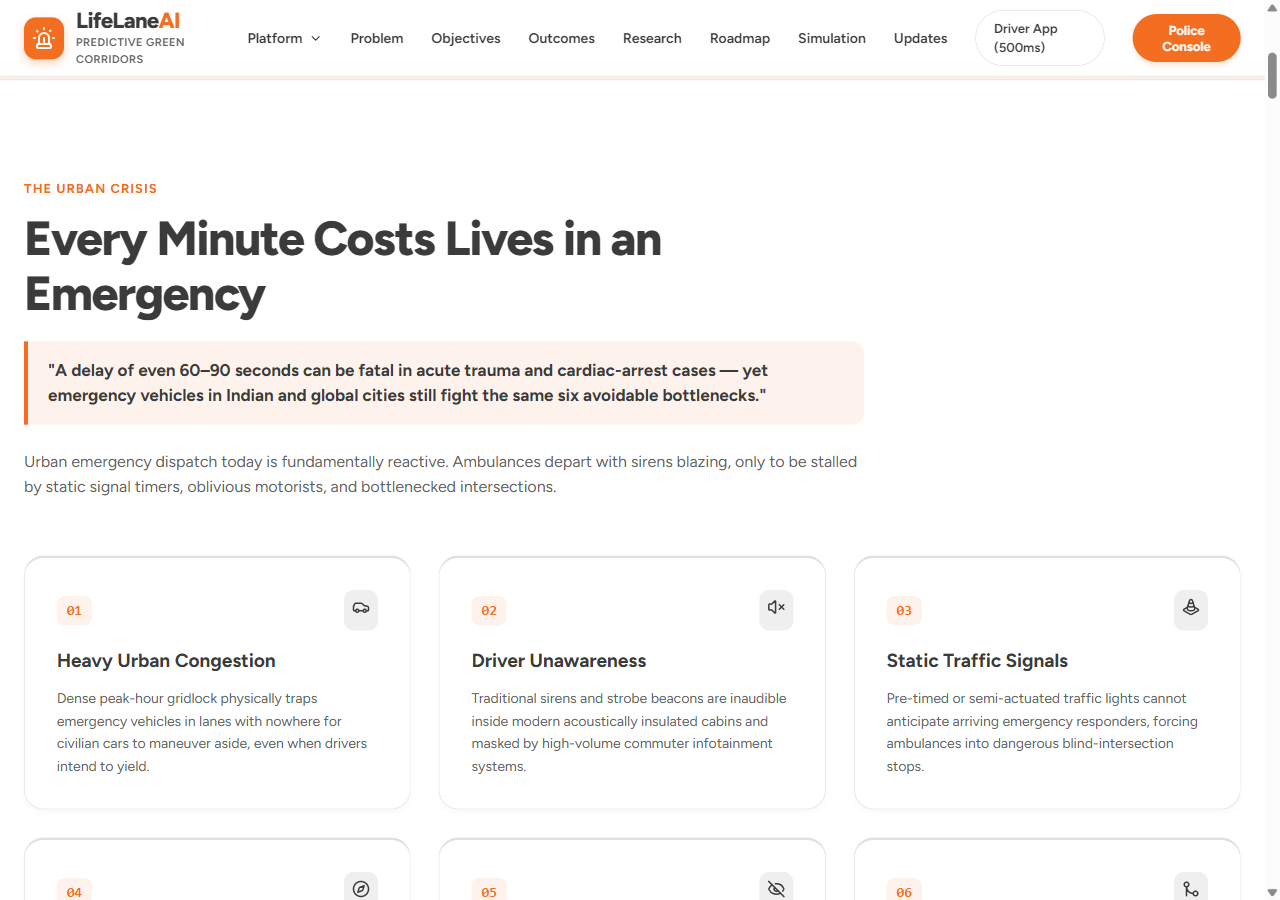 LifeLaneAI
PREDICTIVE GREEN
CORRIDORS
Platform
Problem
Objectives
Outcomes
Research
Roadmap
Simulation
Updates
Driver App
(500ms)
Police
Console
THE URBAN CRISIS
Every Minute Costs Lives in an
Emergency
"A delay of even 60–90 seconds can be fatal in acute trauma and cardiac-arrest cases — yet
emergency vehicles in Indian and global cities still fight the same six avoidable bottlenecks."
Urban emergency dispatch today is fundamentally reactive. Ambulances depart with sirens blazing, only to be stalled
by static signal timers, oblivious motorists, and bottlenecked intersections.
01
Heavy Urban Congestion
Dense peak-hour gridlock physically traps
emergency vehicles in lanes with nowhere for
civilian cars to maneuver aside, even when drivers
intend to yield.
02
Driver Unawareness
Traditional sirens and strobe beacons are inaudible
inside modern acoustically insulated cabins and
masked by high-volume commuter infotainment
systems.
03
Static Traffic Signals
Pre-timed or semi-actuated traffic lights cannot
anticipate arriving emergency responders, forcing
ambulances into dangerous blind-intersection
stops.
04
05
06